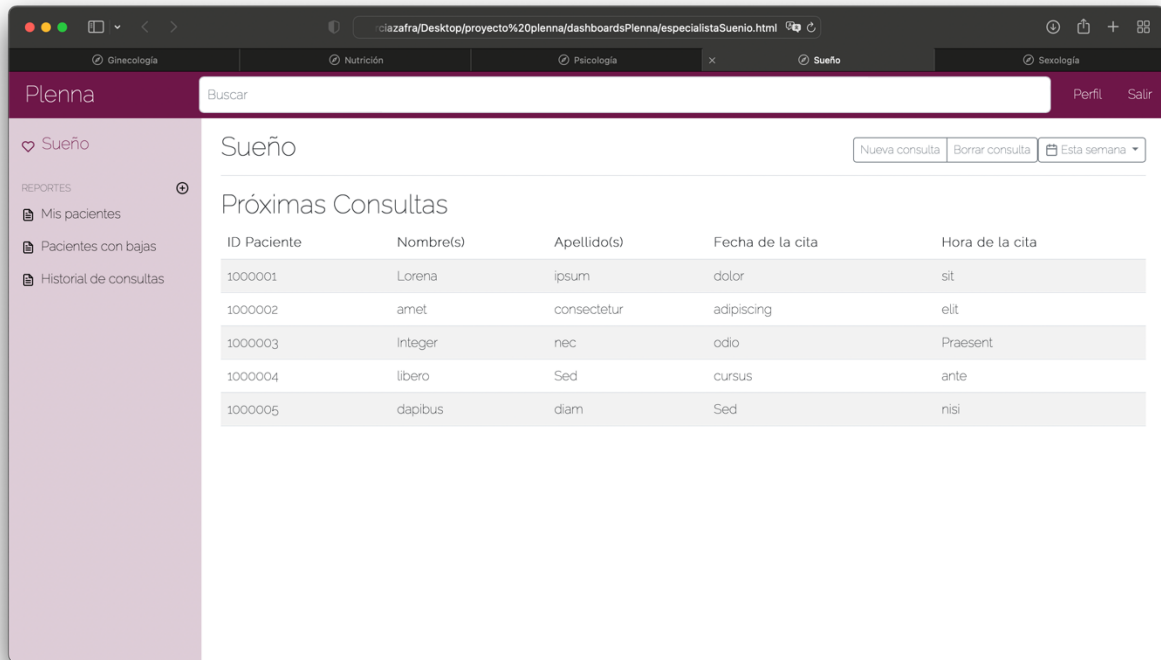 ciazafra/Desktop/proyecto%20plenna/dashboardsPlenna/especialistaSuenio.html
Ginecología Nutrición Psicología Sueño Sexología
Plenna Buscar Perfil Salir
Sueño
REPORTES
Mis pacientes
Pacientes con bajas
Historial de consultas
Sueño Nueva consulta Borrar consulta Esta semana
Próximas Consultas
ID Paciente Nombre(s) Apellido(s) Fecha de la cita Hora de la cita
1000001 Lorena ipsum dolor sit
1000002 amet consectetur adipiscing elit
1000003 Integer nec odio Praesent
1000004 libero Sed cursus ante
1000005 dapibus diam Sed nisi